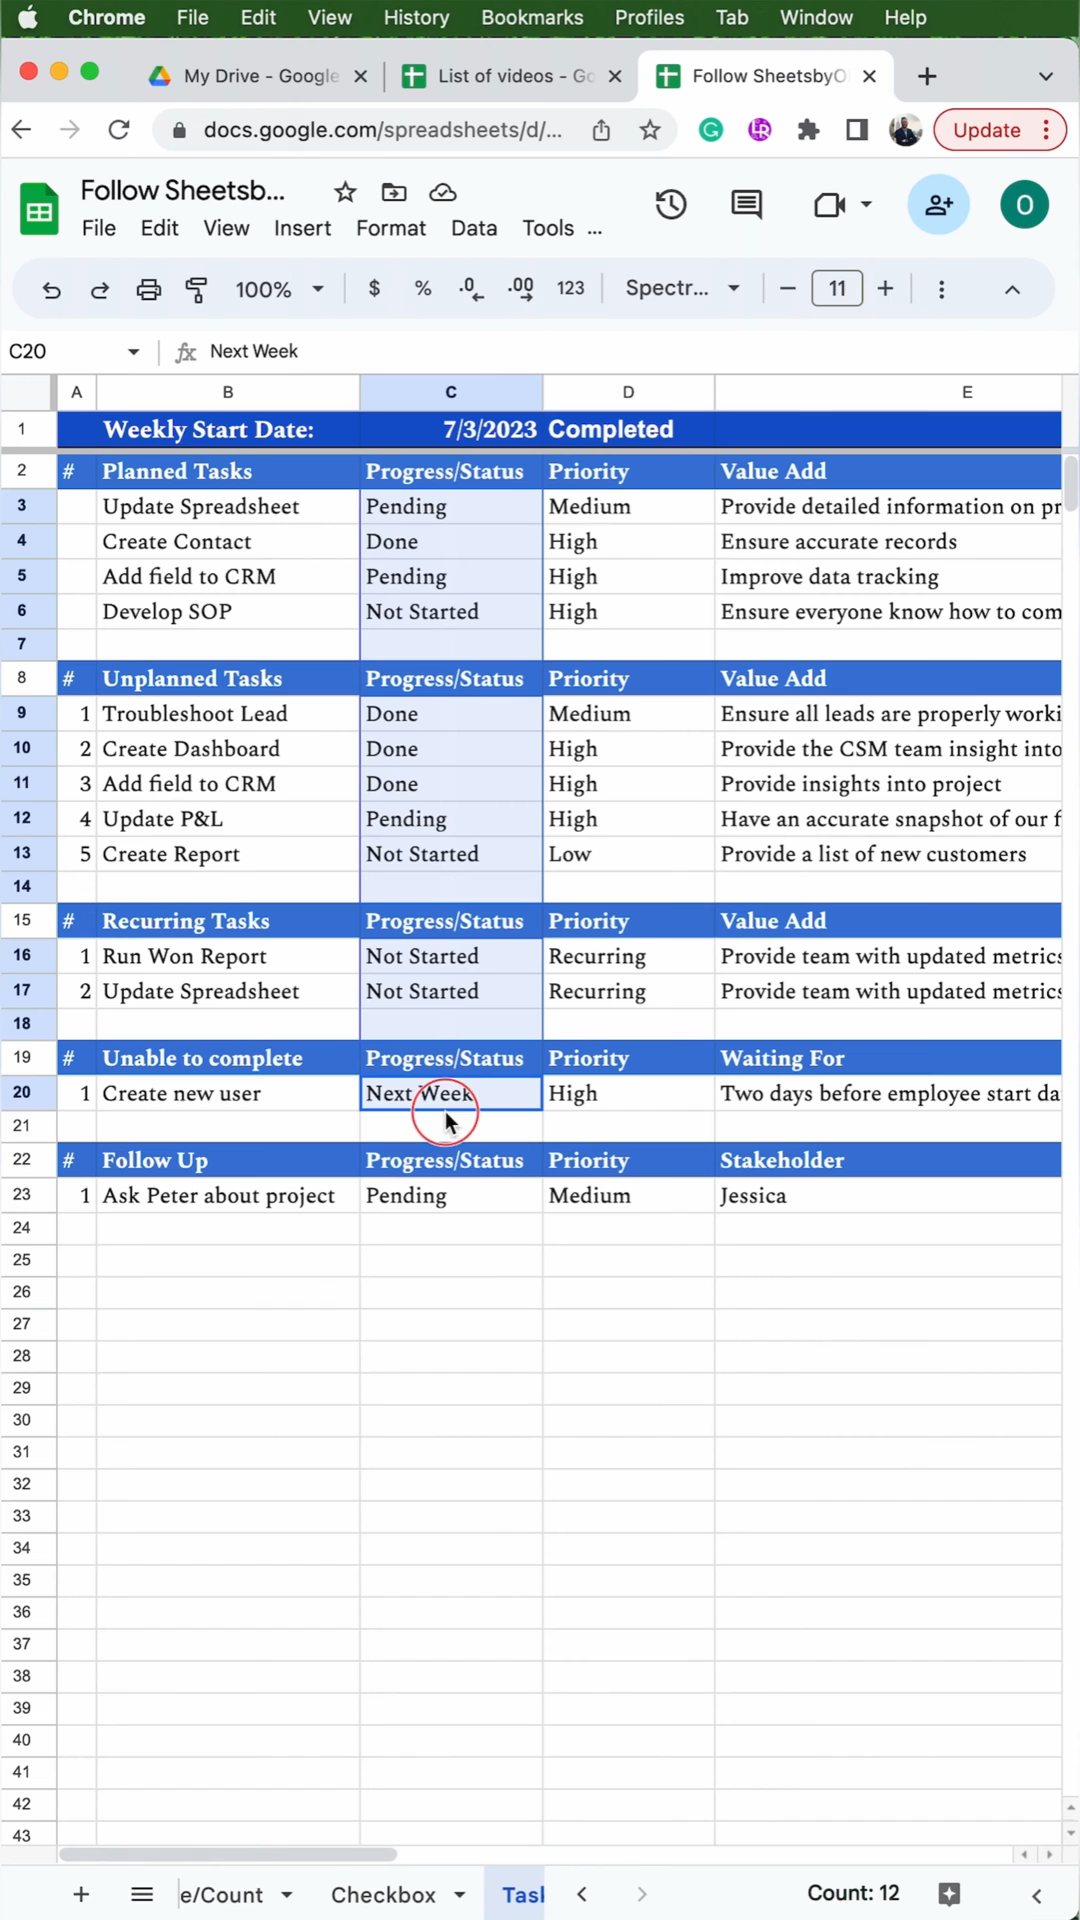 Chrome File Edit View History Bookmarks Profiles Tab Window Help
My Drive - Google List of videos - Go Follow SheetsbyO
docs.google.com/spreadsheets/d/... Update
Follow Sheetsb... O
File Edit View Insert Format Data Tools ...
100% $ % .0 .00 123 Spectr... − 11 +
C20 fx Next Week
A B C D E
1 Weekly Start Date: 7/3/2023 Completed
2 # Planned Tasks Progress/Status Priority Value Add
3 Update Spreadsheet Pending Medium Provide detailed information on pr
4 Create Contact Done High Ensure accurate records
5 Add field to CRM Pending High Improve data tracking
6 Develop SOP Not Started High Ensure everyone know how to com
7
8 # Unplanned Tasks Progress/Status Priority Value Add
9 1 Troubleshoot Lead Done Medium Ensure all leads are properly worki
10 2 Create Dashboard Done High Provide the CSM team insight into
11 3 Add field to CRM Done High Provide insights into project
12 4 Update P&L Pending High Have an accurate snapshot of our f
13 5 Create Report Not Started Low Provide a list of new customers
14
15 # Recurring Tasks Progress/Status Priority Value Add
16 1 Run Won Report Not Started Recurring Provide team with updated metrics
17 2 Update Spreadsheet Not Started Recurring Provide team with updated metrics
18
19 # Unable to complete Progress/Status Priority Waiting For
20 1 Create new user Next Week High Two days before employee start da
21
22 # Follow Up Progress/Status Priority Stakeholder
23 1 Ask Peter about project Pending Medium Jessica
24
25
26
27
28
29
30
31
32
33
34
35
36
37
38
39
40
41
42
43
+ e/Count Checkbox Tasl Count: 12